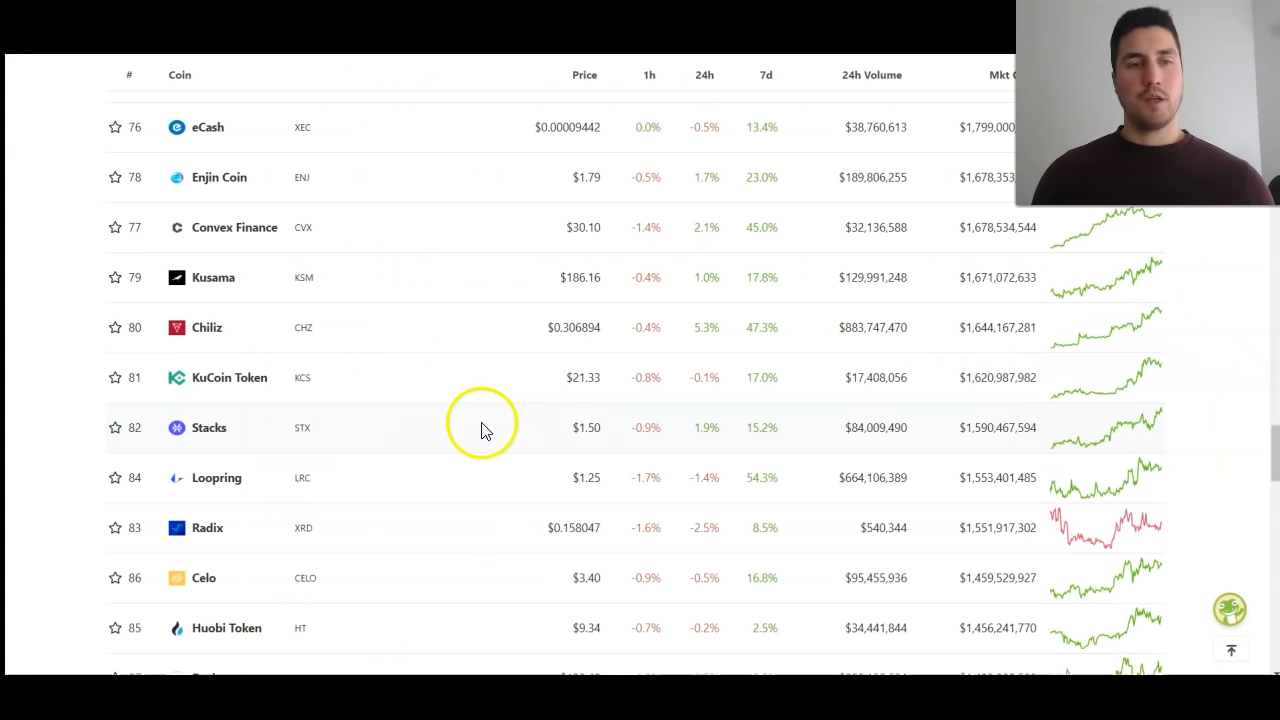 # Coin Price 1h 24h 7d 24h Volume Mkt
76 eCash XEC $0.00009442 0.0% -0.5% 13.4% $38,760,613 $1,799,000,
78 Enjin Coin ENJ $1.79 -0.5% 1.7% 23.0% $189,806,255 $1,678,353,
77 Convex Finance CVX $30.10 -1.4% 2.1% 45.0% $32,136,588 $1,678,534,544
79 Kusama KSM $186.16 -0.4% 1.0% 17.8% $129,991,248 $1,671,072,633
80 Chiliz CHZ $0.306894 -0.4% 5.3% 47.3% $883,747,470 $1,644,167,281
81 KuCoin Token KCS $21.33 -0.8% -0.1% 17.0% $17,408,056 $1,620,987,982
82 Stacks STX $1.50 -0.9% 1.9% 15.2% $84,009,490 $1,590,467,594
84 Loopring LRC $1.25 -1.7% -1.4% 54.3% $664,106,389 $1,553,401,485
83 Radix XRD $0.158047 -1.6% -2.5% 8.5% $540,344 $1,551,917,302
86 Celo CELO $3.40 -0.9% -0.5% 16.8% $95,455,936 $1,459,529,927
85 Huobi Token HT $9.34 -0.7% -0.2% 2.5% $34,441,844 $1,456,241,770